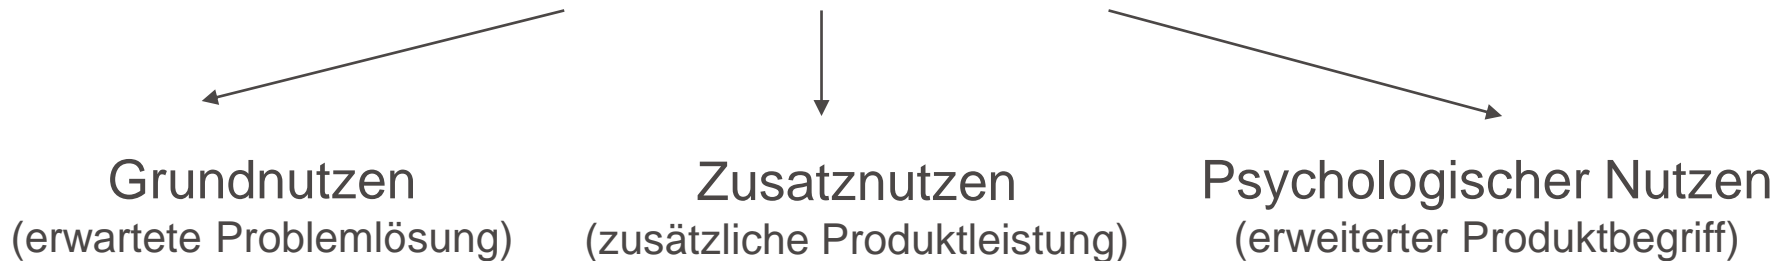 Grundnutzen
(erwartete Problemlösung)
Zusatznutzen
(zusätzliche Produktleistung)
Psychologischer Nutzen
(erweiterter Produktbegriff)